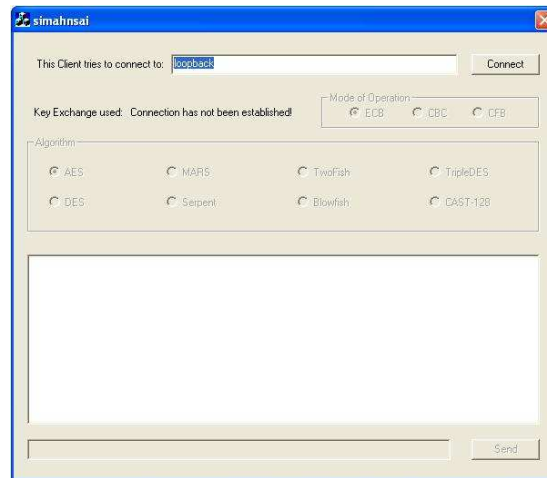 simahnsai
This Client tries to connect to: loopback Connect
Key Exchange used: Connection has not been established!
Mode of Operation
ECB CBC CFB
Algorithm
AES MARS TwoFish TripleDES
DES Serpent Blowfish CAST-128
Send